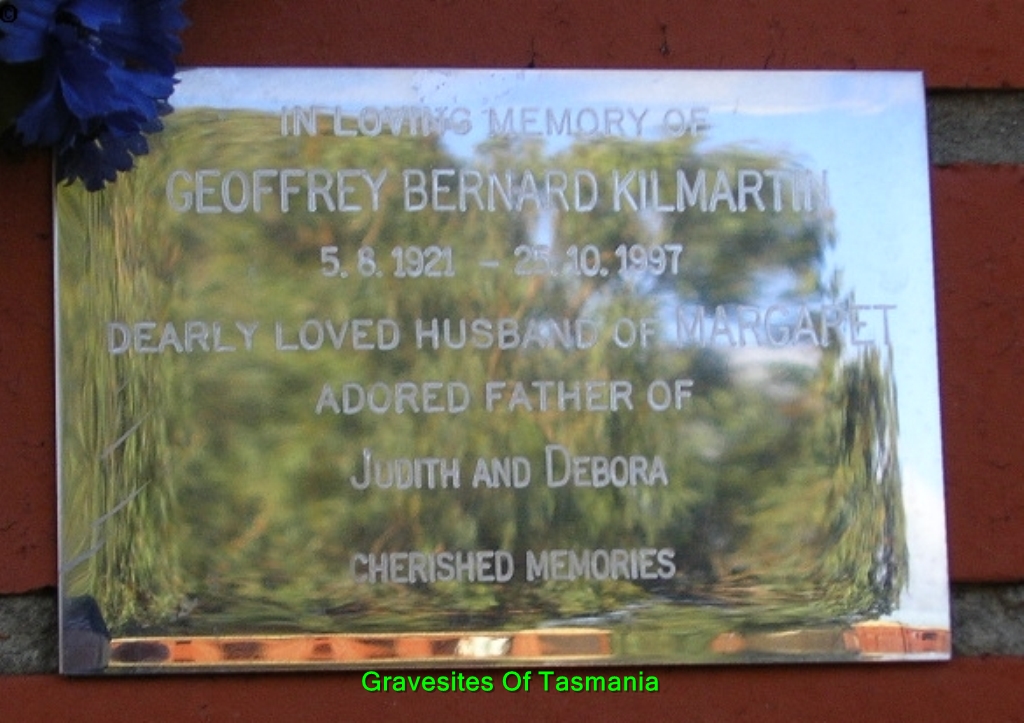 IN LOVING MEMORY OF
GEOFFREY BERNARD KILMARTIN
5.8.1921 - 25.10.1997
DEARLY LOVED HUSBAND OF MARGARET
ADORED FATHER OF
JUDITH AND DEBORA
CHERISHED MEMORIES
Gravesites Of Tasmania